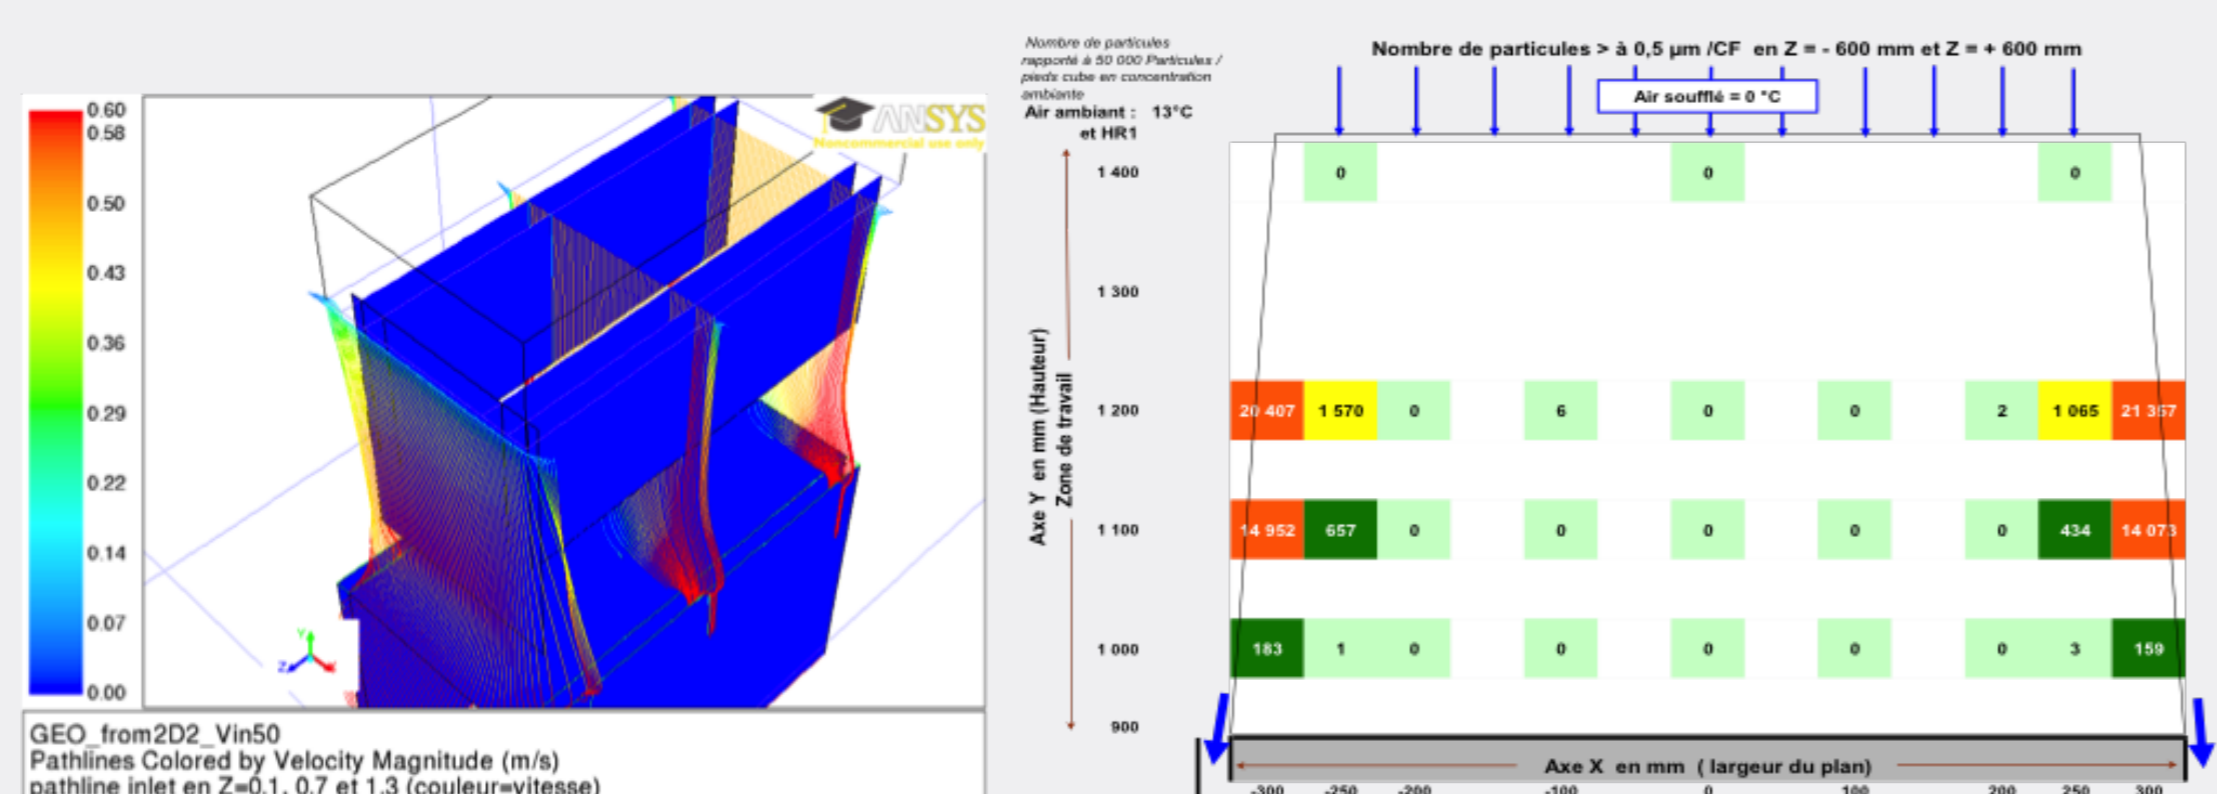 0.60
0.58
0.50
0.43
0.36
0.29
0.22
0.14
0.07
0.00
ANSYS
Noncommercial use only
Y
Z
X
GEO_from2D2_Vin50
Pathlines Colored by Velocity Magnitude (m/s)
pathline inlet en Z=0.1, 0.7 et 1.3 (couleur=vitesse)
Nombre de particules
rapporté à 50 000 Particules /
pieds cube en concentration
ambiante
Air ambiant : 13°C
et HR1
Nombre de particules > à 0,5 µm /CF en Z = - 600 mm et Z = + 600 mm
Air soufflé = 0 °C
Axe Y en mm (Hauteur)
Zone de travail
1 400
0 0 0
1 300
1 200
20 407 1 570 0 6 0 0 2 1 065 21 367
1 100
14 952 657 0 0 0 0 0 434 14 073
1 000
183 1 0 0 0 0 0 3 159
900
Axe X en mm ( largeur du plan)
-300 -250 -200 -100 0 100 200 250 300